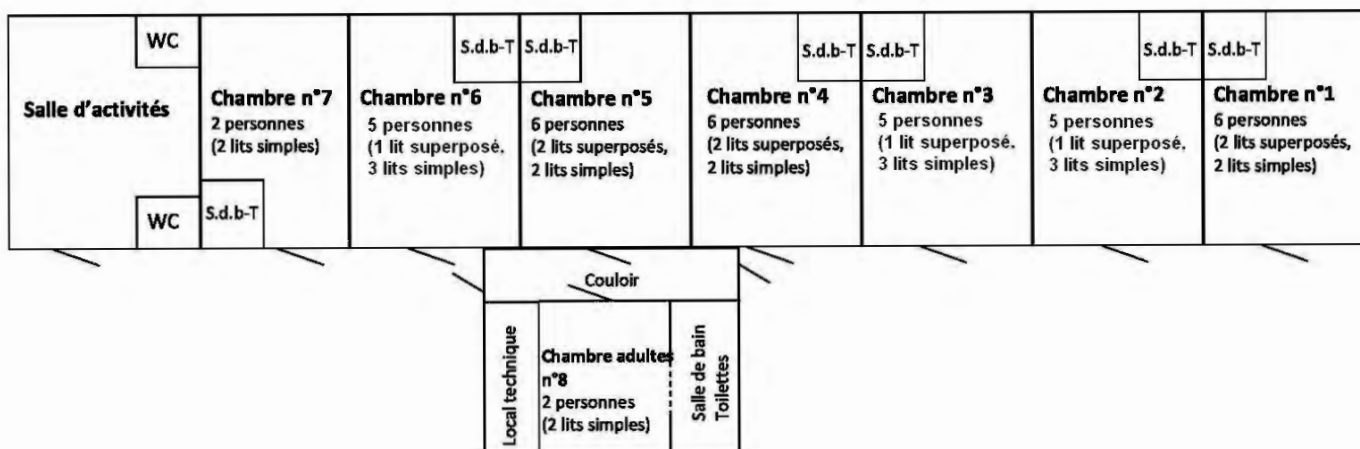 WC
Salle d'activités
WC
Chambre n°7
2 personnes
(2 lits simples)
S.d.b-T
S.d.b-T
Chambre n°6
5 personnes
(1 lit superposé.
3 lits simples)
S.d.b-T
Chambre n°5
6 personnes
(2 lits superposés,
2 lits simples)
S.d.b-T
Chambre n°4
6 personnes
(2 lits superposés,
2 lits simples)
S.d.b-T
Chambre n°3
5 personnes
(1 lit superposé.
3 lits simples)
S.d.b-T
Chambre n°2
5 personnes
(1 lit superposé.
3 lits simples)
S.d.b-T
Chambre n°1
6 personnes
(2 lits superposés,
2 lits simples)
Couloir
Local technique
Chambre adultes
n°8
2 personnes
(2 lits simples)
Salle de bain
Toilettes